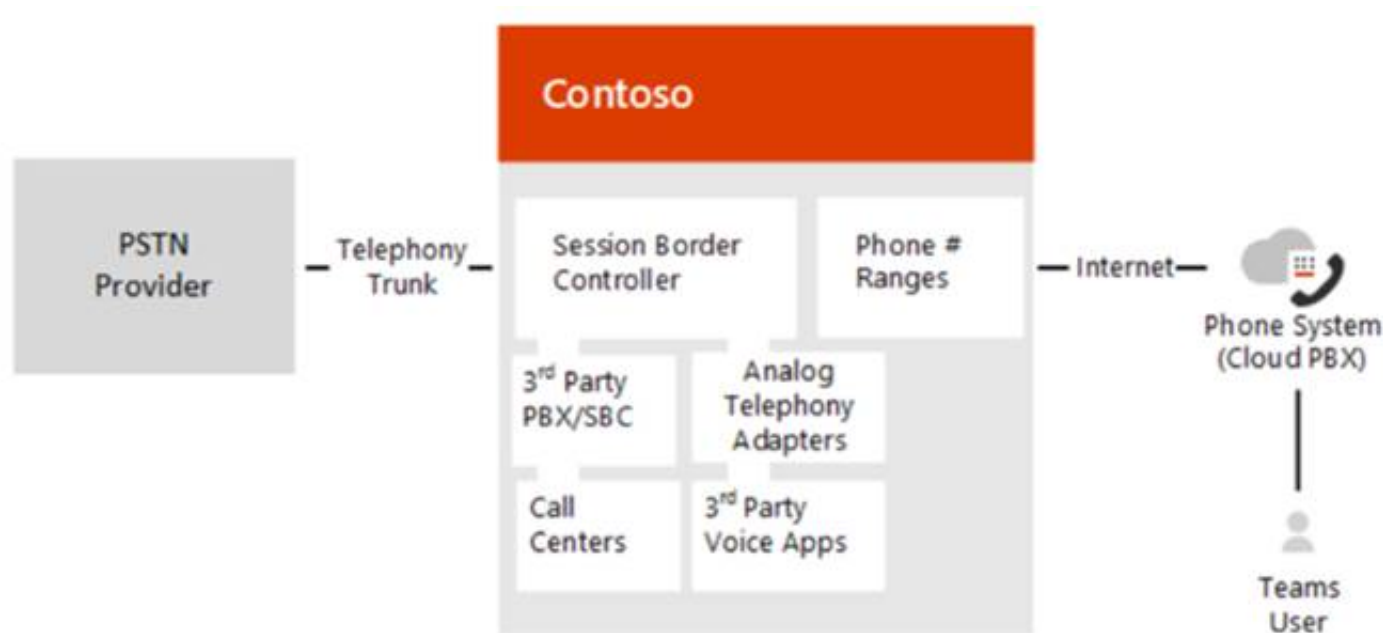 Contoso
PSTN
Provider
Telephony
Trunk
Session Border
Controller
Phone #
Ranges
Internet
Phone System
(Cloud PBX)
3rd Party
PBX/SBC
Analog
Telephony
Adapters
Call
Centers
3rd Party
Voice Apps
Teams
User